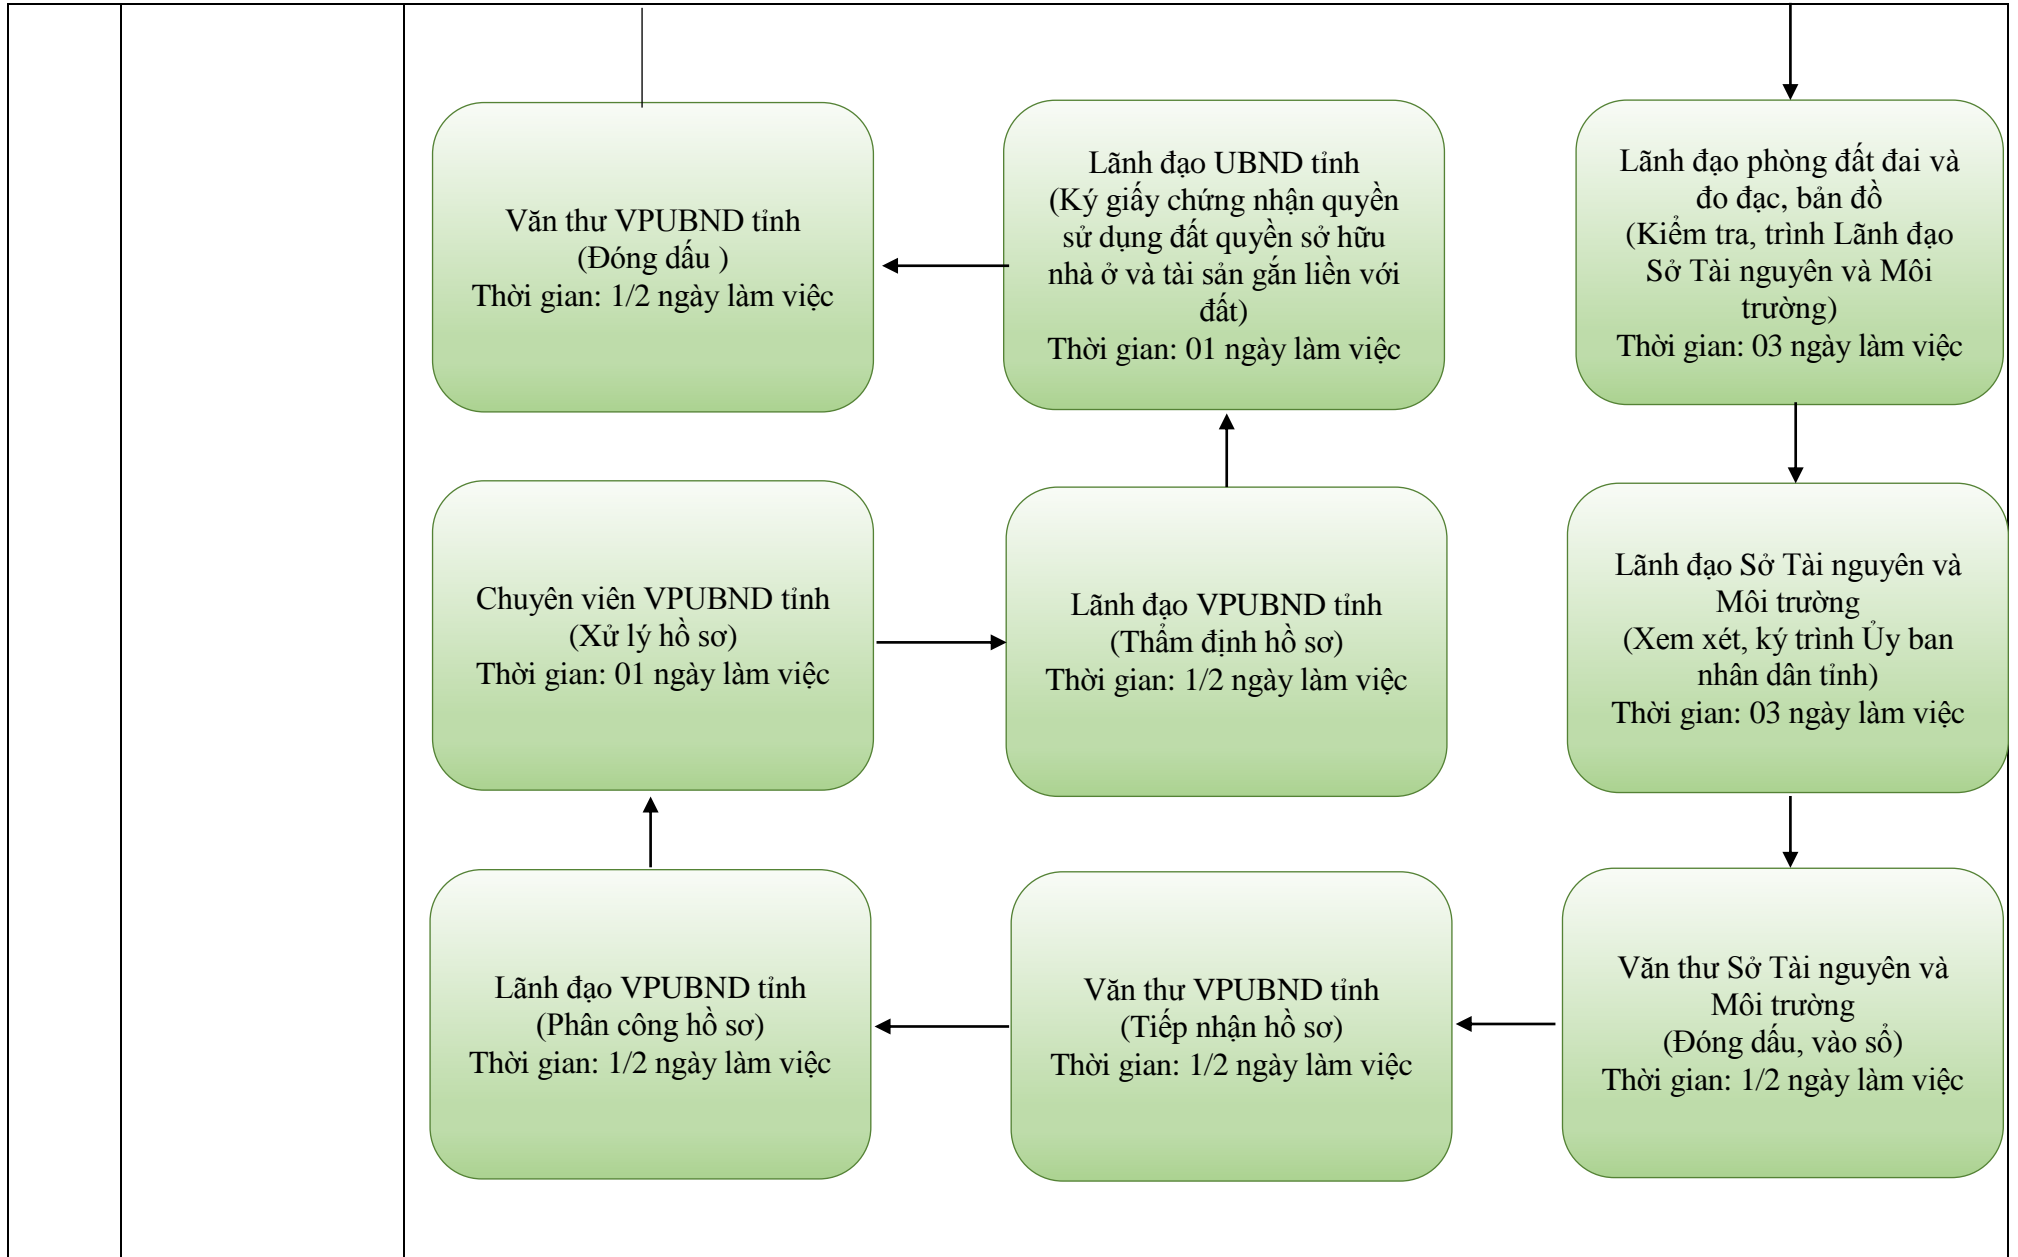 Văn thư VPUBND tỉnh
(Đóng dấu )
Thời gian: 1/2 ngày làm việc
Lãnh đạo UBND tỉnh
(Ký giấy chứng nhận quyền
sử dụng đất quyền sở hữu
nhà ở và tài sản gắn liền với
đất)
Thời gian: 01 ngày làm việc
Lãnh đạo phòng đất đai và
đo đạc, bản đồ
(Kiểm tra, trình Lãnh đạo
Sở Tài nguyên và Môi
trường)
Thời gian: 03 ngày làm việc
Chuyên viên VPUBND tỉnh
(Xử lý hồ sơ)
Thời gian: 01 ngày làm việc
Lãnh đạo VPUBND tỉnh
(Thẩm định hồ sơ)
Thời gian: 1/2 ngày làm việc
Lãnh đạo Sở Tài nguyên và
Môi trường
(Xem xét, ký trình Ủy ban
nhân dân tỉnh)
Thời gian: 03 ngày làm việc
Lãnh đạo VPUBND tỉnh
(Phân công hồ sơ)
Thời gian: 1/2 ngày làm việc
Văn thư VPUBND tỉnh
(Tiếp nhận hồ sơ)
Thời gian: 1/2 ngày làm việc
Văn thư Sở Tài nguyên và
Môi trường
(Đóng dấu, vào sổ)
Thời gian: 1/2 ngày làm việc